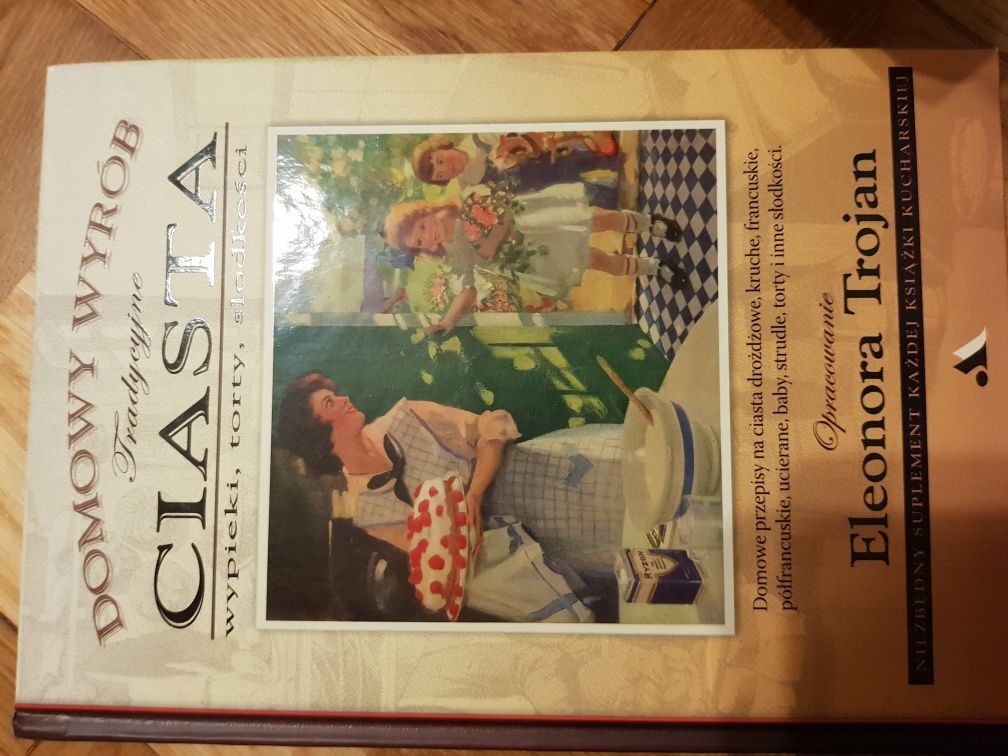 DOMOWY WYRÓB
Tradycyjne
CIASTA
wypieki, torty, słodkości
RYZON
Domowe przepisy na ciasta drożdżowe, kruche, francuskie,
półfrancuskie, ucierane, baby, strudle, torty i inne słodkości.
Opracowanie
Eleonora Trojan
NIEZBĘDNY SUPLEMENT KAŻDEJ KSIĄŻKI KUCHARSKIEJ